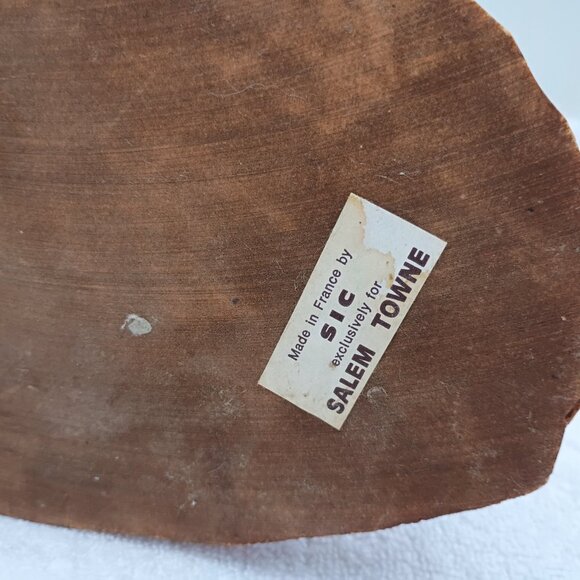 Made in France by
SIC
exclusively for
SALEM TOWNE